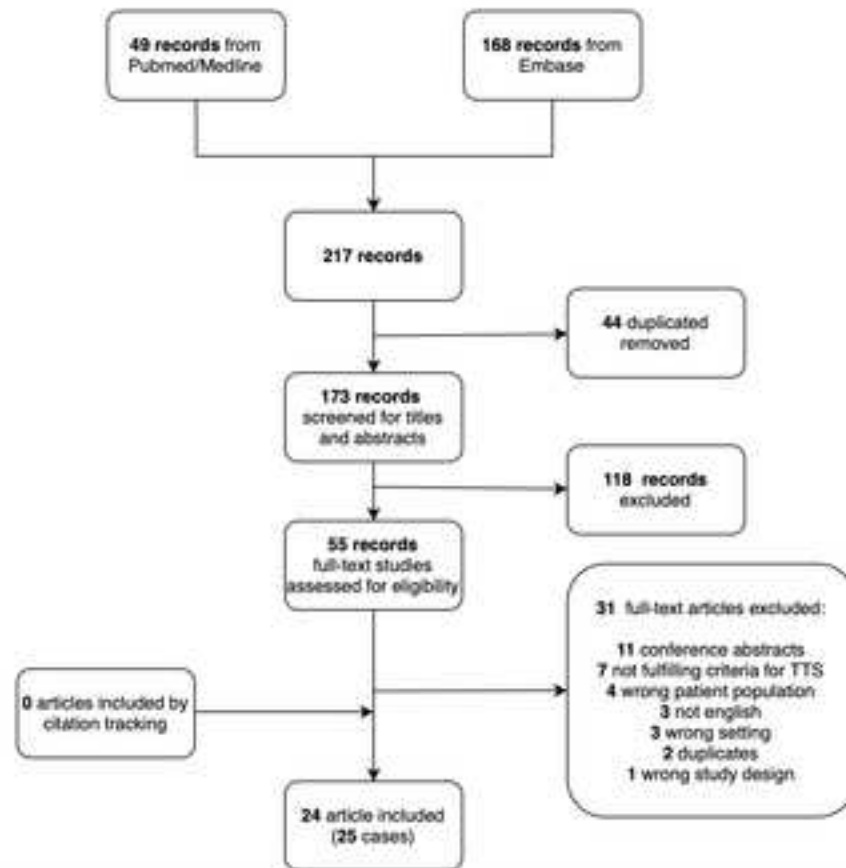 49 records from
Pubmed/Medline
168 records from
Embase
217 records
44 duplicated
removed
173 records
screened for titles
and abstracts
118 records
excluded
55 records
full-text studies
assessed for eligibility
31 full-text articles excluded:
11 conference abstracts
7 not fulfilling criteria for TTS
4 wrong patient population
3 not english
3 wrong setting
2 duplicates
1 wrong study design
0 articles included by
citation tracking
24 article included
(25 cases)